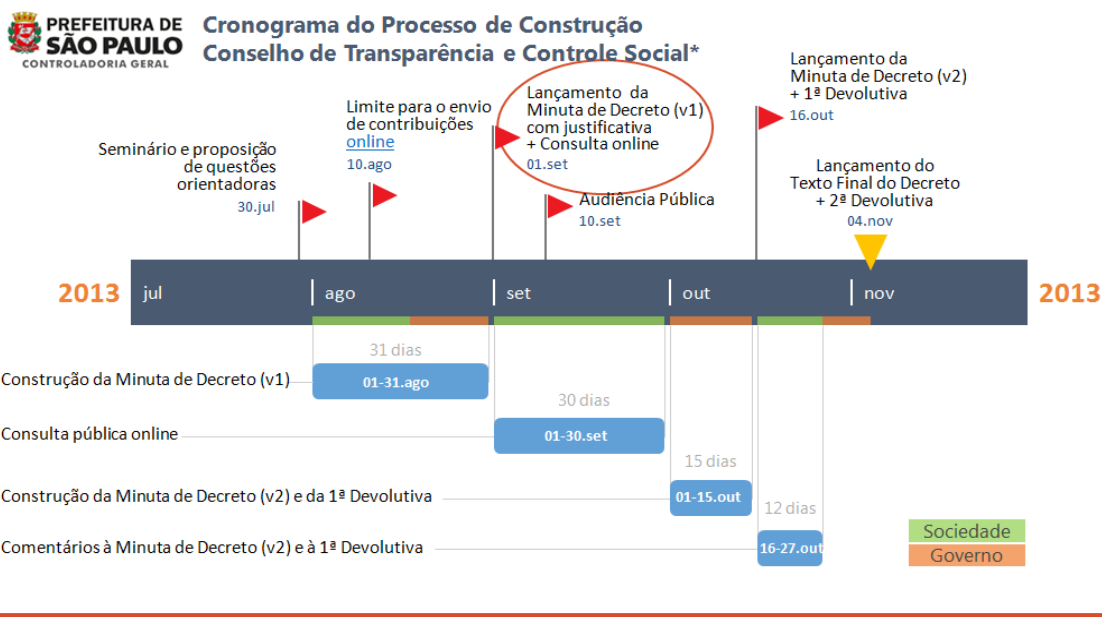 PREFEITURA DE
SÃO PAULO
CONTROLADORIA GERAL
Cronograma do Processo de Construção
Conselho de Transparência e Controle Social*
Seminário e proposição
de questões
orientadoras
30.jul
Limite para o envio
de contribuições
online
10.ago
Lançamento da
Minuta de Decreto (v1)
com justificativa
+ Consulta online
01.set
Audiência Pública
10.set
Lançamento da
Minuta de Decreto (v2)
+ 1ª Devolutiva
16.out
Lançamento do
Texto Final do Decreto
+ 2ª Devolutiva
04.nov
2013
jul
ago
set
out
nov
2013
31 dias
Construção da Minuta de Decreto (v1)
01-31.ago
30 dias
Consulta pública online
01-30.set
15 dias
Construção da Minuta de Decreto (v2) e da 1ª Devolutiva
01-15.out
12 dias
Comentários à Minuta de Decreto (v2) e à 1ª Devolutiva
16-27.out
Sociedade
Governo